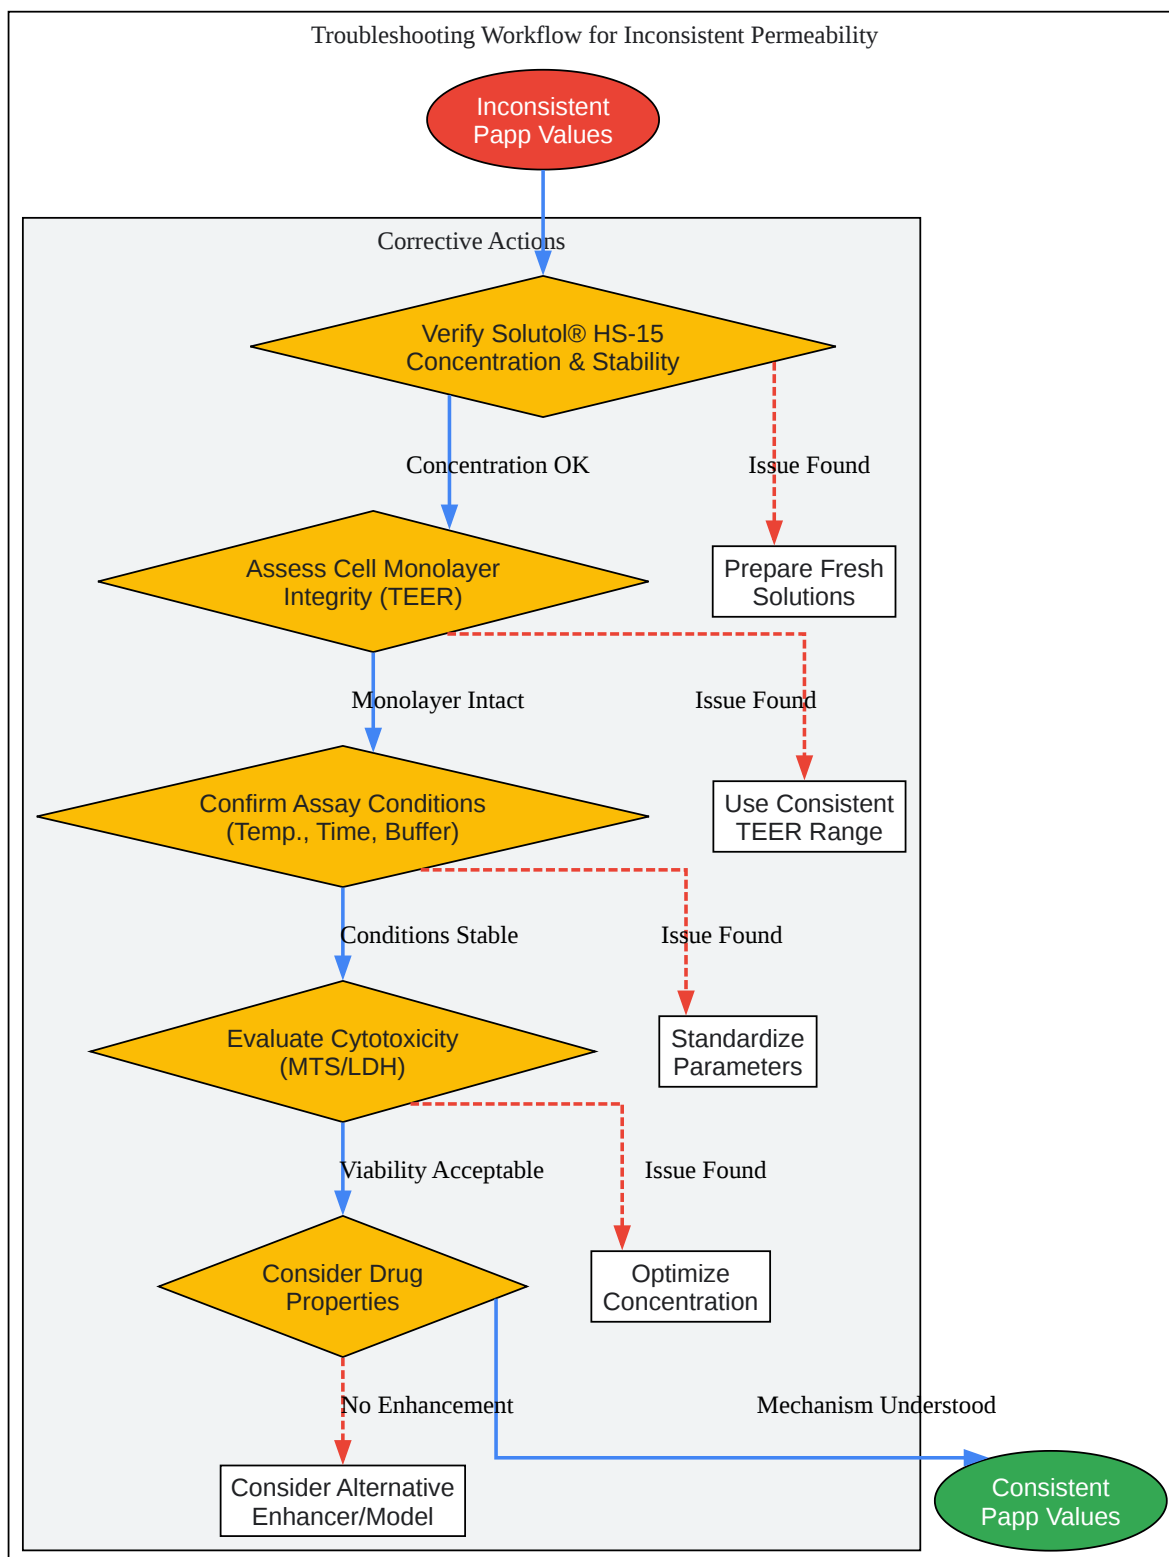 Troubleshooting Workflow for Inconsistent Permeability
Inconsistent
Papp Values
Corrective Actions
Verify Solutol® HS-15
Concentration & Stability
Concentration OK
Issue Found
Assess Cell Monolayer
Integrity (TEER)
Prepare Fresh
Solutions
Monolayer Intact
Issue Found
Confirm Assay Conditions
(Temp., Time, Buffer)
Use Consistent
TEER Range
Conditions Stable
Issue Found
Evaluate Cytotoxicity
(MTS/LDH)
Standardize
Parameters
Viability Acceptable
Issue Found
Consider Drug
Properties
Optimize
Concentration
No Enhancement
Mechanism Understood
Consider Alternative
Enhancer/Model
Consistent
Papp Values